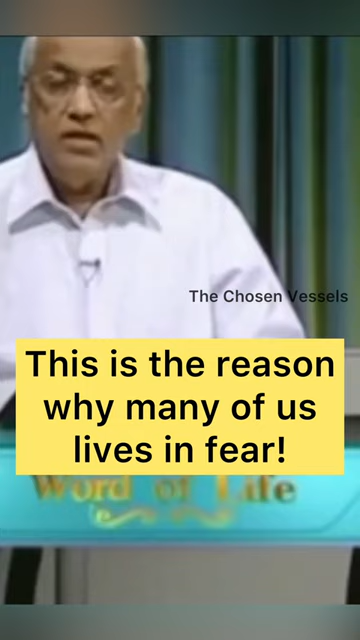 The Chosen Vessels
This is the reason
why many of us
lives in fear!
Word of Life